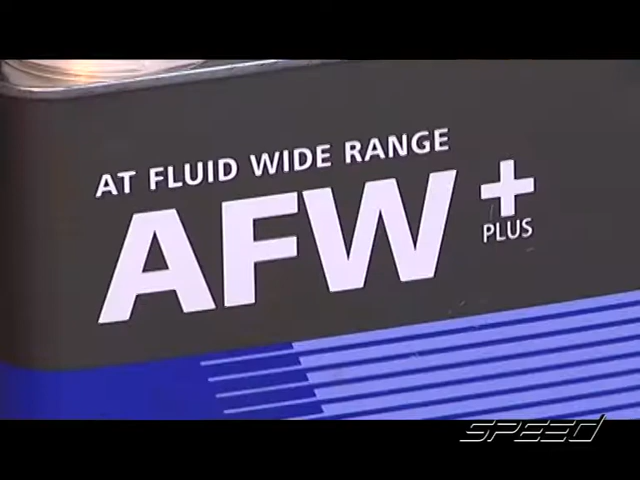 AT FLUID WIDE RANGE
AFW+
PLUS
SPEED